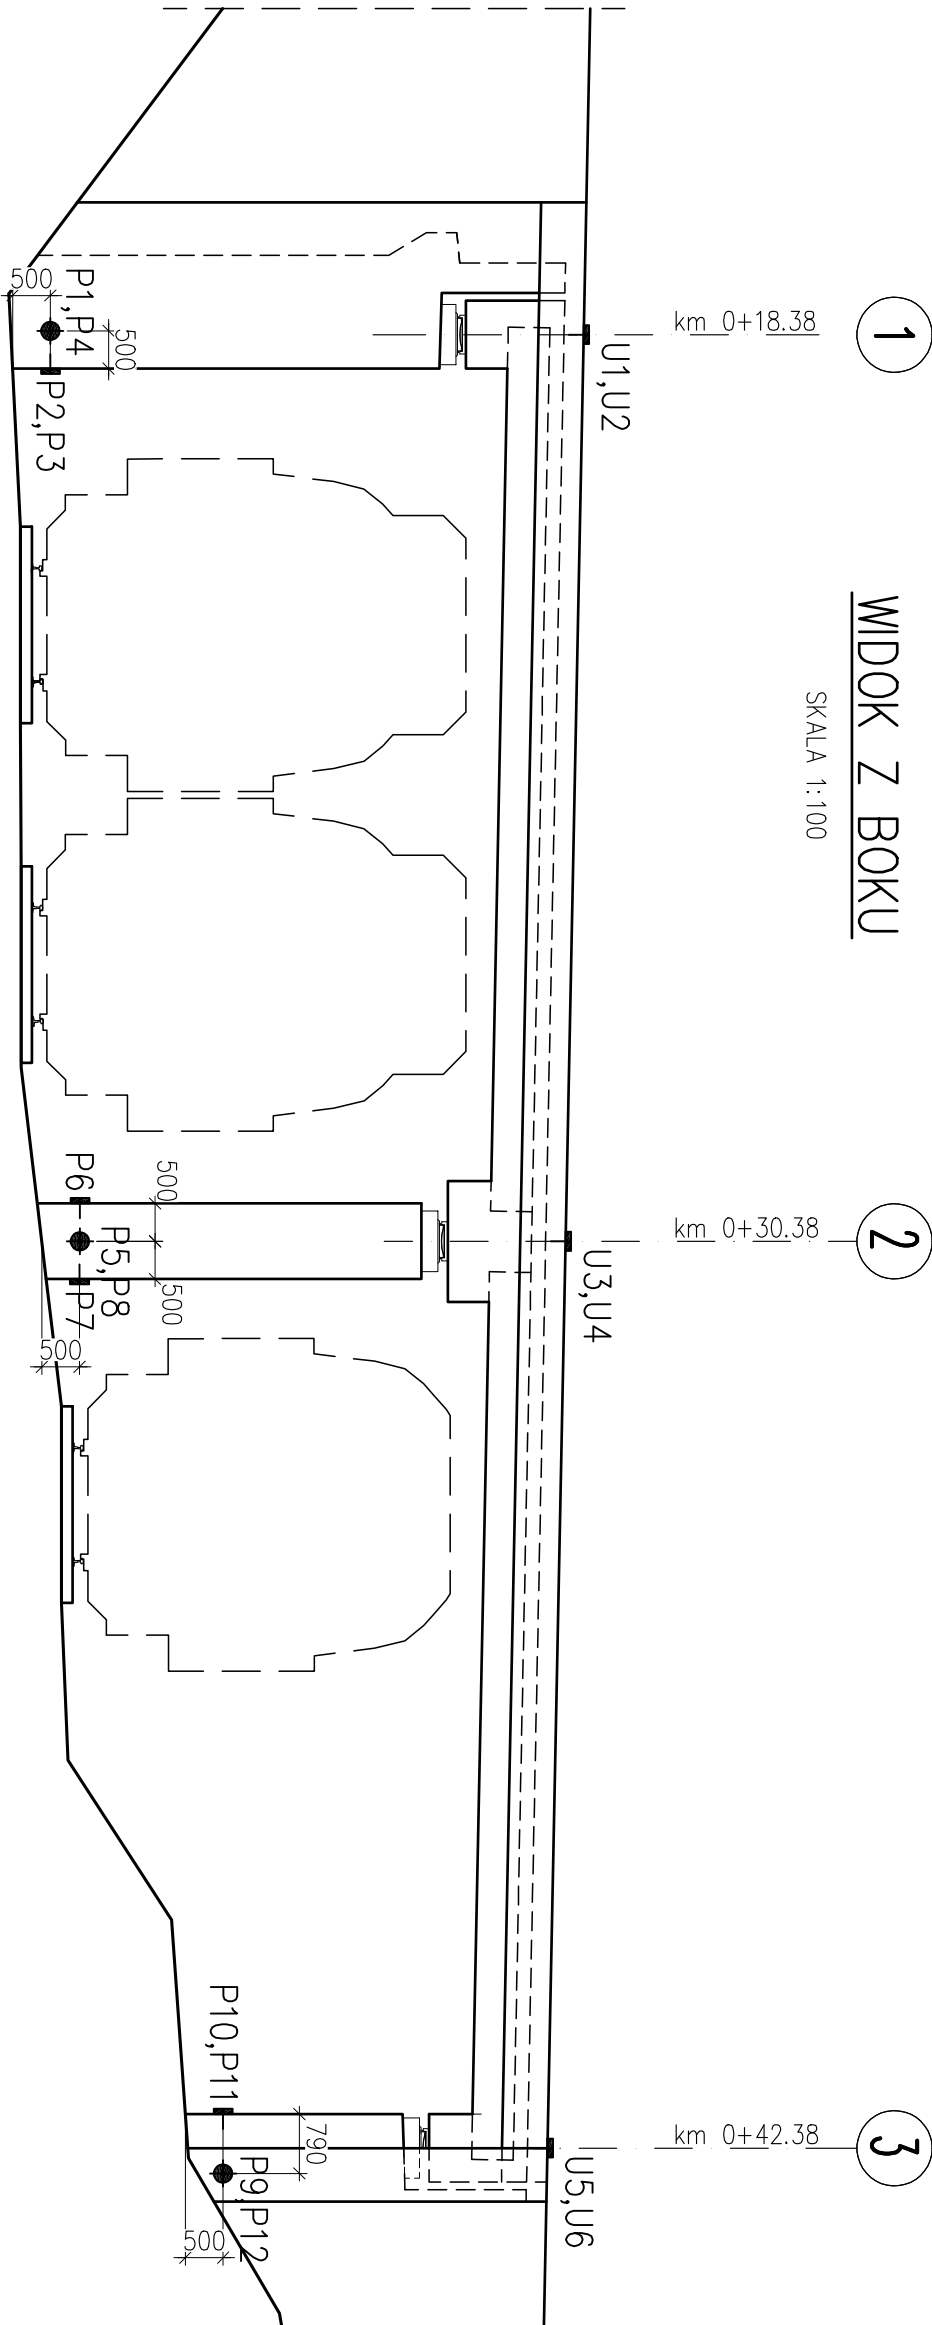 WIDOK Z BOKU
SKALA 1:100
1
2
3
km 0+18.38
km 0+30.38
km 0+42.38
U1,U2
U3,U4
U5,U6
P1,P4
500
500
P2,P3
P6
500
P5,P8
500
P7
500
P10,P11
790
P9,P12
500